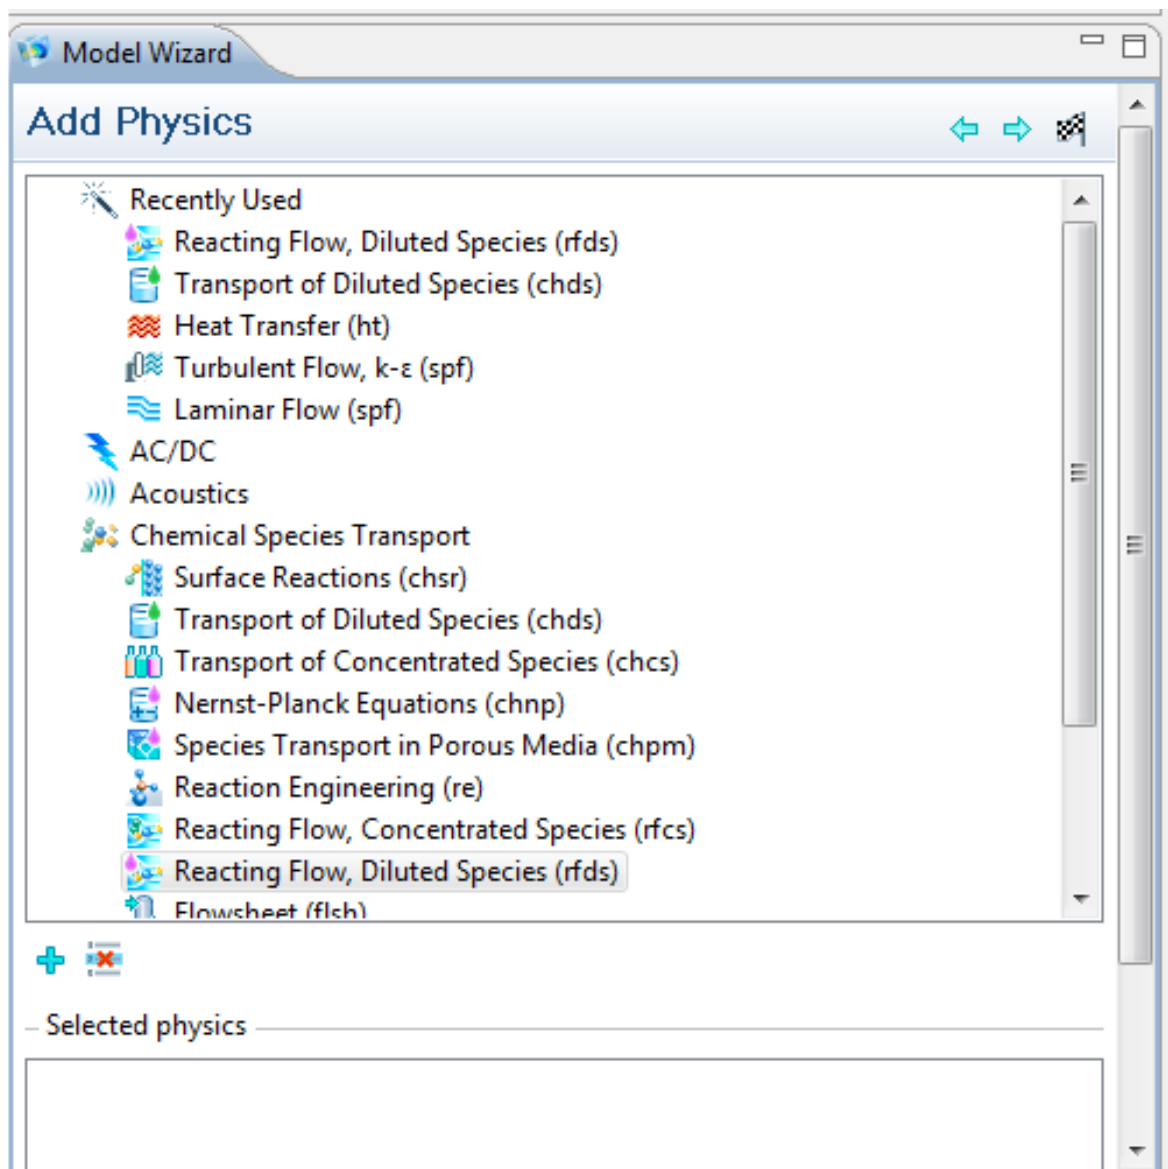 Model Wizard
Add Physics
Recently Used
Reacting Flow, Diluted Species (rfds)
Transport of Diluted Species (chds)
Heat Transfer (ht)
Turbulent Flow, k-ε (spf)
Laminar Flow (spf)
AC/DC
Acoustics
Chemical Species Transport
Surface Reactions (chsr)
Transport of Diluted Species (chds)
Transport of Concentrated Species (chcs)
Nernst-Planck Equations (chnp)
Species Transport in Porous Media (chpm)
Reaction Engineering (re)
Reacting Flow, Concentrated Species (rfcs)
Reacting Flow, Diluted Species (rfds)
Flowsheet (flsh)
Selected physics